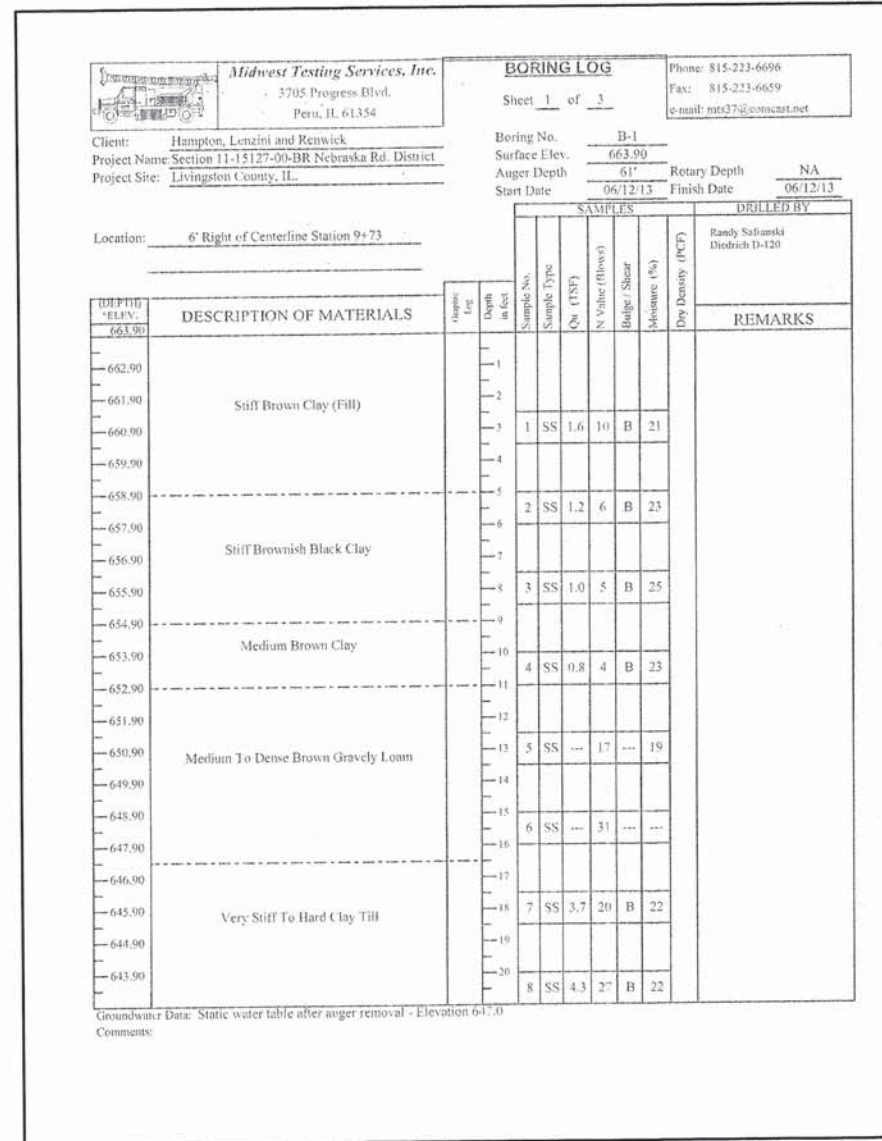 Midwest Testing Services, Inc.
3705 Progress Blvd.
Peru, IL 61354
BORING LOG
Sheet 1 of 3
Phone: 815-223-6696
Fax: 815-223-6659
e-mail: mts37@comcast.net
Client: Hampton, Lenzini and Renwick
Project Name: Section 11-15127-00-BR Nebraska Rd. District
Project Site: Livingston County, IL.
Boring No. B-1
Surface Elev. 663.90
Auger Depth 61' Rotary Depth NA
Start Date 06/12/13 Finish Date 06/12/13
Location: 6' Right of Centerline Station 9+73
SAMPLES DRILLED BY
Randy Safianski
Diedrich D-120
(DEPTH) *ELEV. 663.90 DESCRIPTION OF MATERIALS Graphic Log Depth in feet Sample No. Sample Type Qu (TSF) N Value (Blows) Bulge / Shear Moisture (%) Dry Density (PCF) REMARKS
662.90 1
661.90 Stiff Brown Clay (Fill) 2
660.90 3 1 SS 1.6 10 B 21
659.90 4
658.90 5
2 SS 1.2 6 B 23
657.90 6
656.90 Stiff Brownish Black Clay 7
655.90 8 3 SS 1.0 5 B 25
654.90 9
653.90 Medium Brown Clay 10
4 SS 0.8 4 B 23
652.90 11
651.90 12
650.90 Medium To Dense Brown Gravely Loam 13 5 SS --- 17 --- 19
649.90 14
648.90 15
6 SS --- 31 --- ---
647.90 16
646.90 17
645.90 Very Stiff To Hard Clay Till 18 7 SS 3.7 20 B 22
644.90 19
643.90 20
8 SS 4.3 27 B 22
Groundwater Data: Static water table after auger removal - Elevation 647.0
Comments: